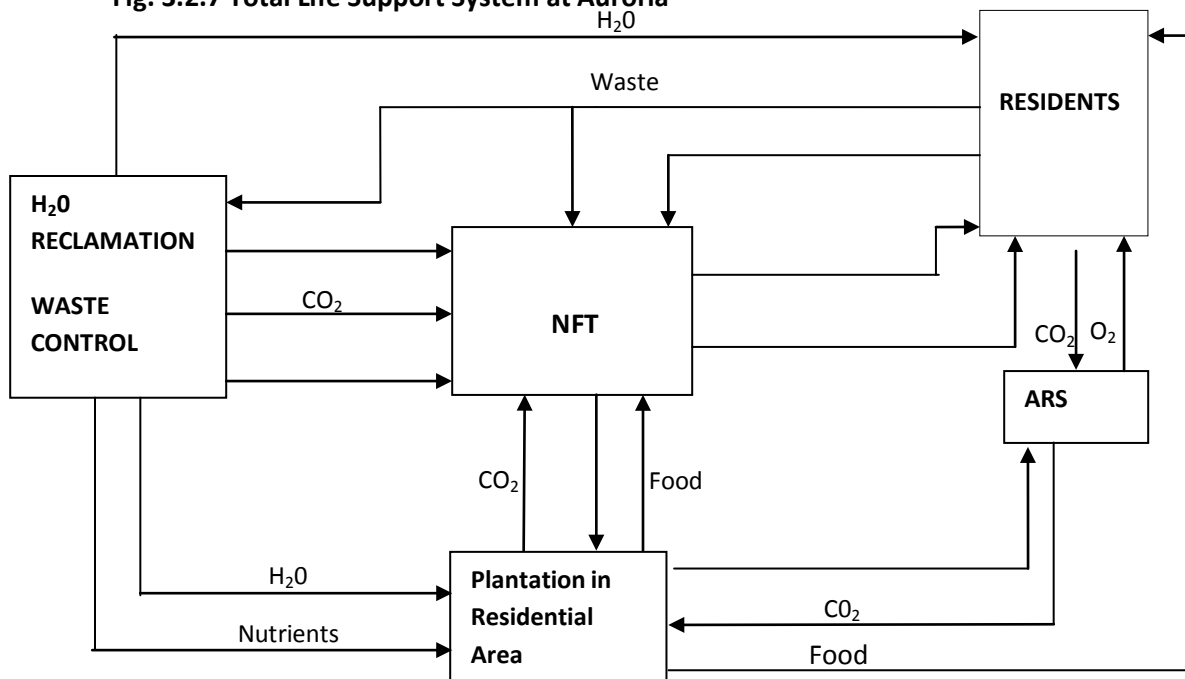 Fig. 3.2.7 Total Life Support System at Auroria
H₂0
Waste
RESIDENTS
H₂0
RECLAMATION
WASTE
CONTROL
CO₂
NFT
CO₂ O₂
ARS
CO₂
Food
H₂0
Nutrients
Plantation in
Residential
Area
C0₂
Food